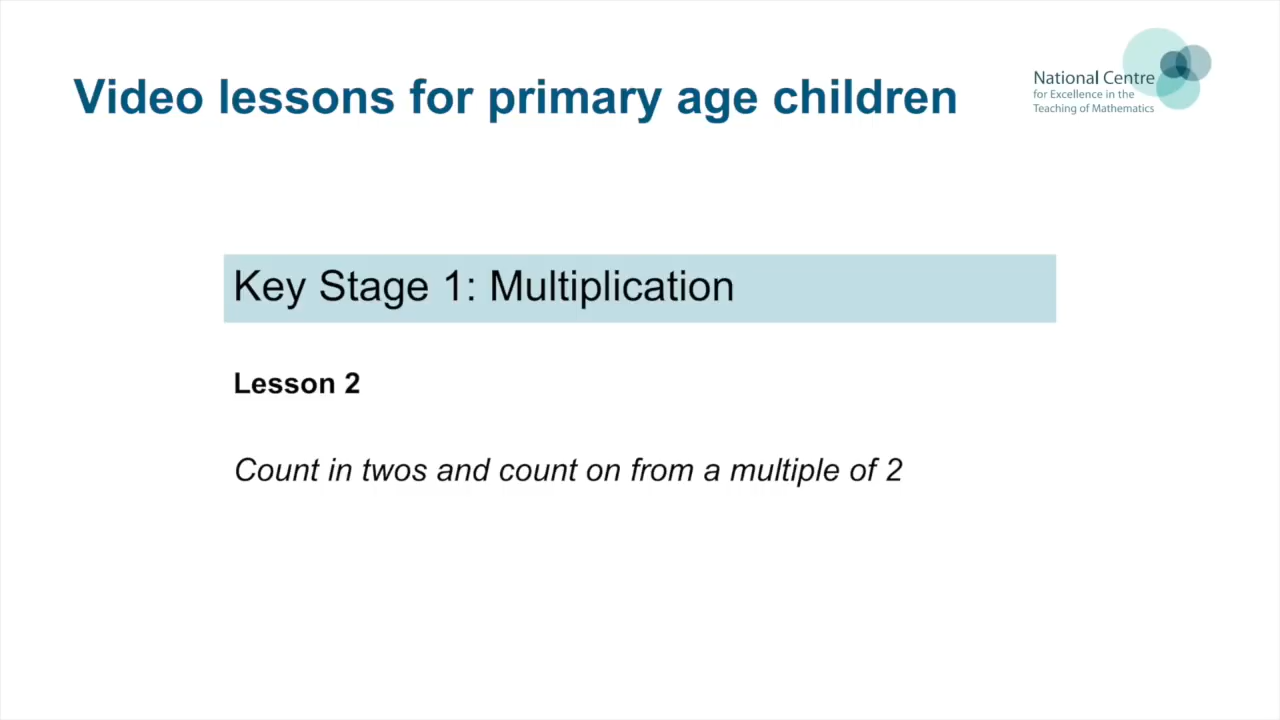 Video lessons for primary age children
National Centre
for Excellence in the
Teaching of Mathematics
Key Stage 1: Multiplication
Lesson 2
Count in twos and count on from a multiple of 2